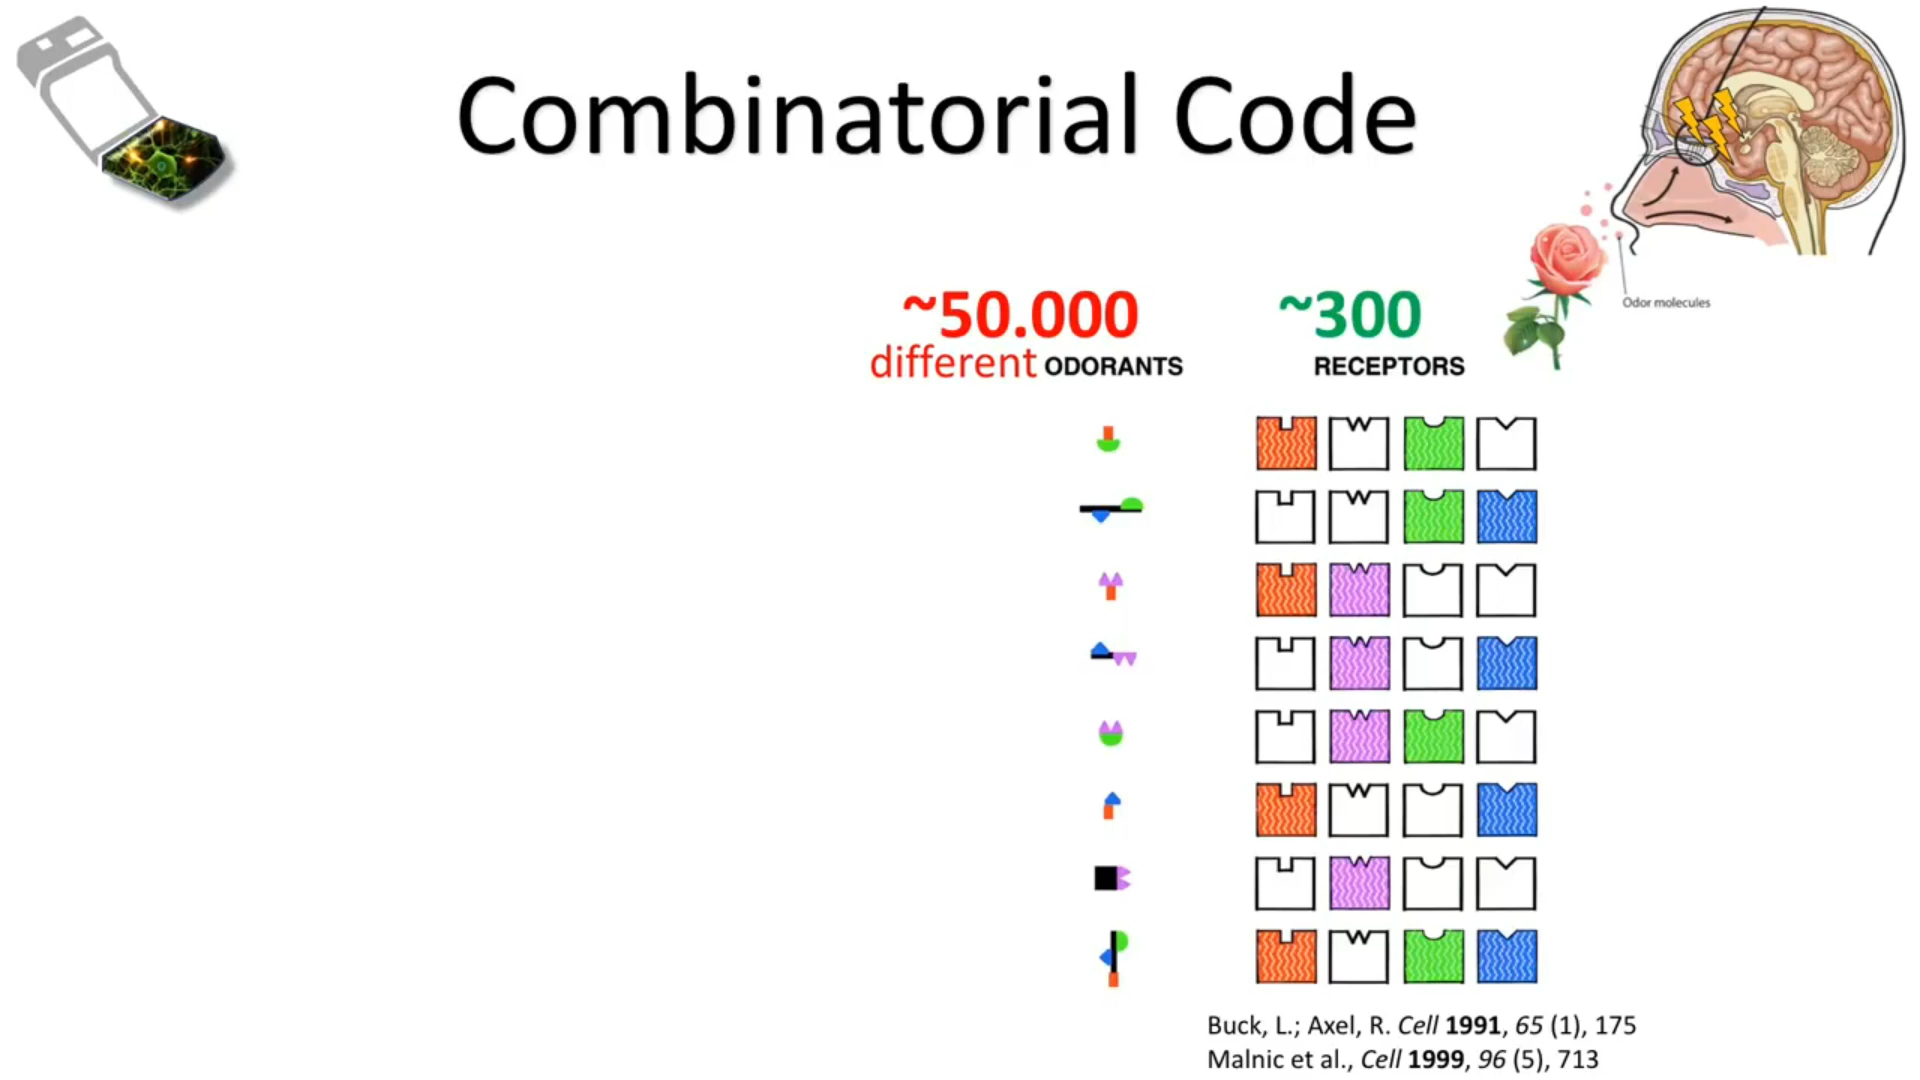 Combinatorial Code
~50.000
different ODORANTS
~300
RECEPTORS
Odor molecules
Buck, L.; Axel, R. Cell 1991, 65 (1), 175
Malnic et al., Cell 1999, 96 (5), 713